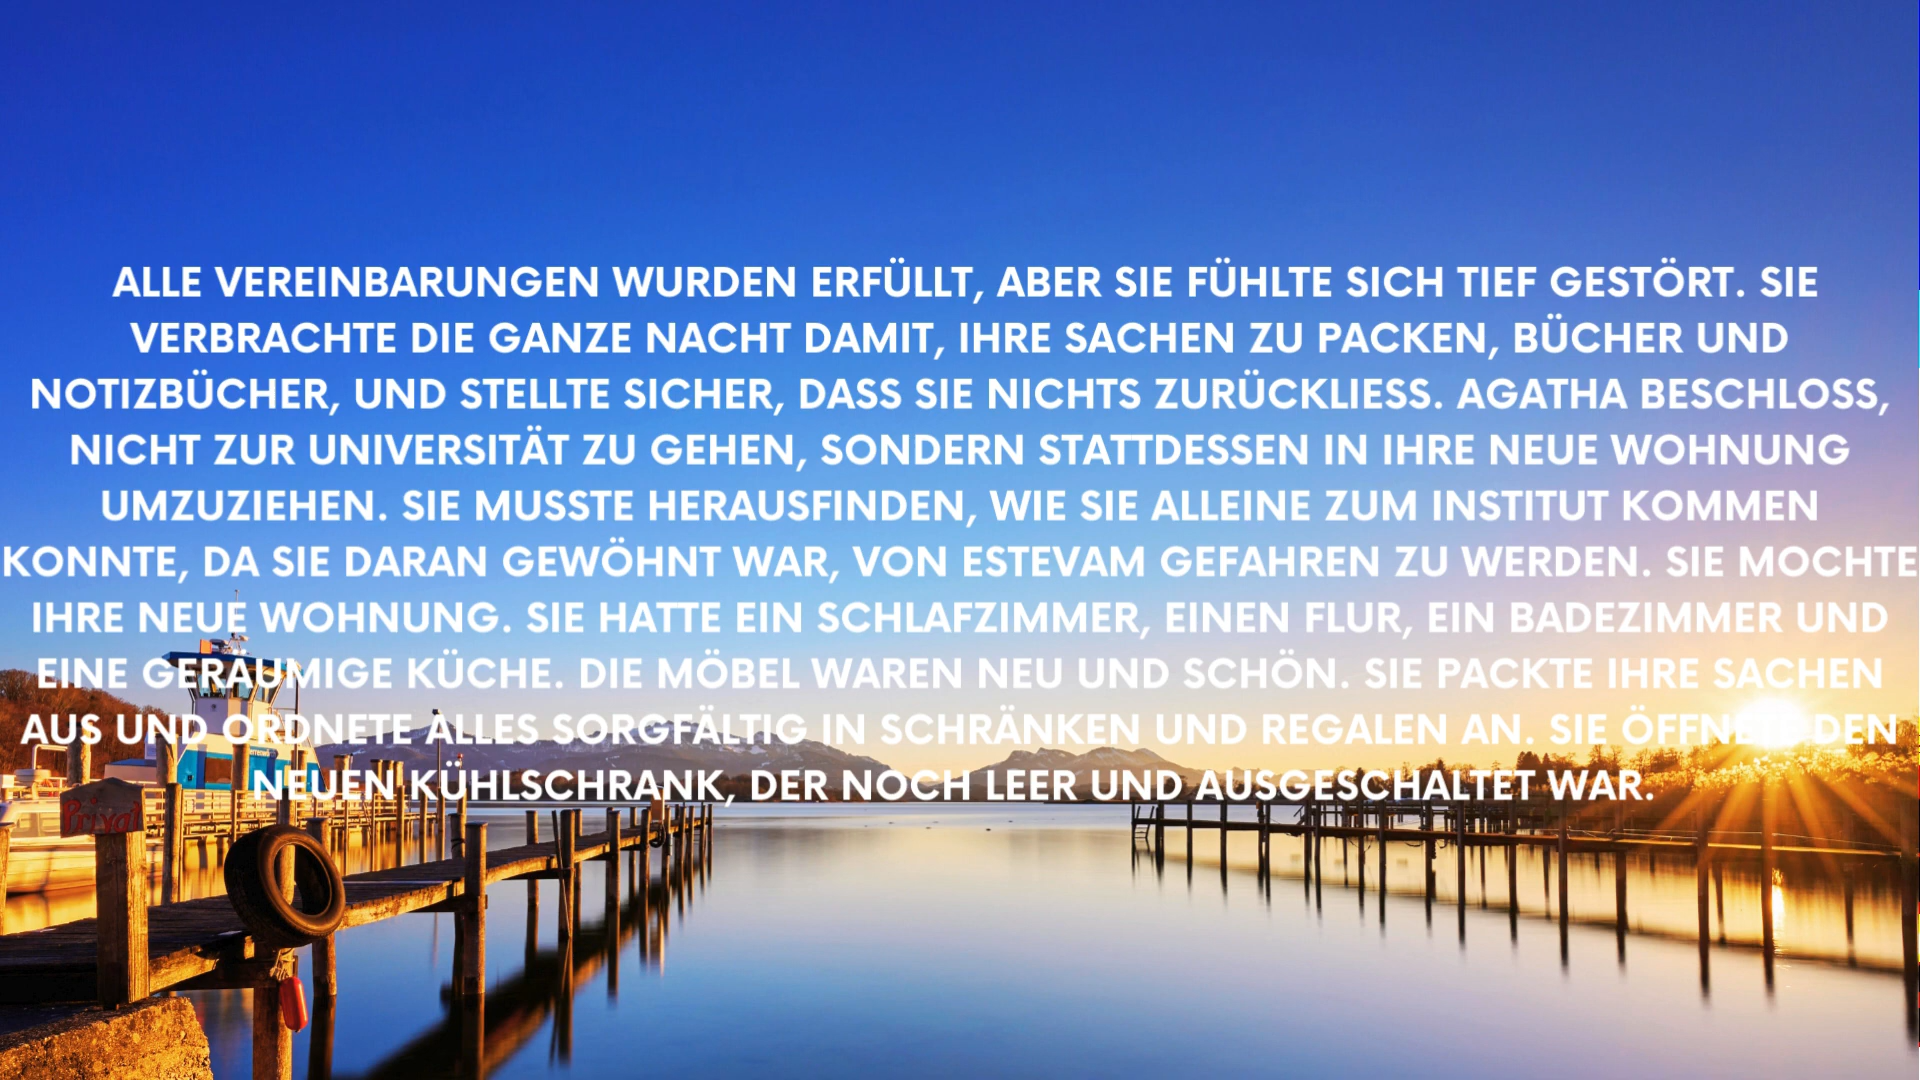 ALLE VEREINBARUNGEN WURDEN ERFÜLLT, ABER SIE FÜHLTE SICH TIEF GESTÖRT. SIE
VERBRACHTE DIE GANZE NACHT DAMIT, IHRE SACHEN ZU PACKEN, BÜCHER UND
NOTIZBÜCHER, UND STELLTE SICHER, DASS SIE NICHTS ZURÜCKLIESS. AGATHA BESCHLOSS,
NICHT ZUR UNIVERSITÄT ZU GEHEN, SONDERN STATTDESSEN IN IHRE NEUE WOHNUNG
UMZUZIEHEN. SIE MUSSTE HERAUSFINDEN, WIE SIE ALLEINE ZUM INSTITUT KOMMEN
KONNTE, DA SIE DARAN GEWÖHNT WAR, VON ESTEVAM GEFAHREN ZU WERDEN. SIE MOCHTE
IHRE NEUE WOHNUNG. SIE HATTE EIN SCHLAFZIMMER, EINEN FLUR, EIN BADEZIMMER UND
EINE GERÄUMIGE KÜCHE. DIE MÖBEL WAREN NEU UND SCHÖN. SIE PACKTE IHRE SACHEN
AUS UND ORDNETE ALLES SORGFÄLTIG IN SCHRÄNKEN UND REGALEN AN. SIE ÖFFNETE DEN
NEUEN KÜHLSCHRANK, DER NOCH LEER UND AUSGESCHALTET WAR.
Privat